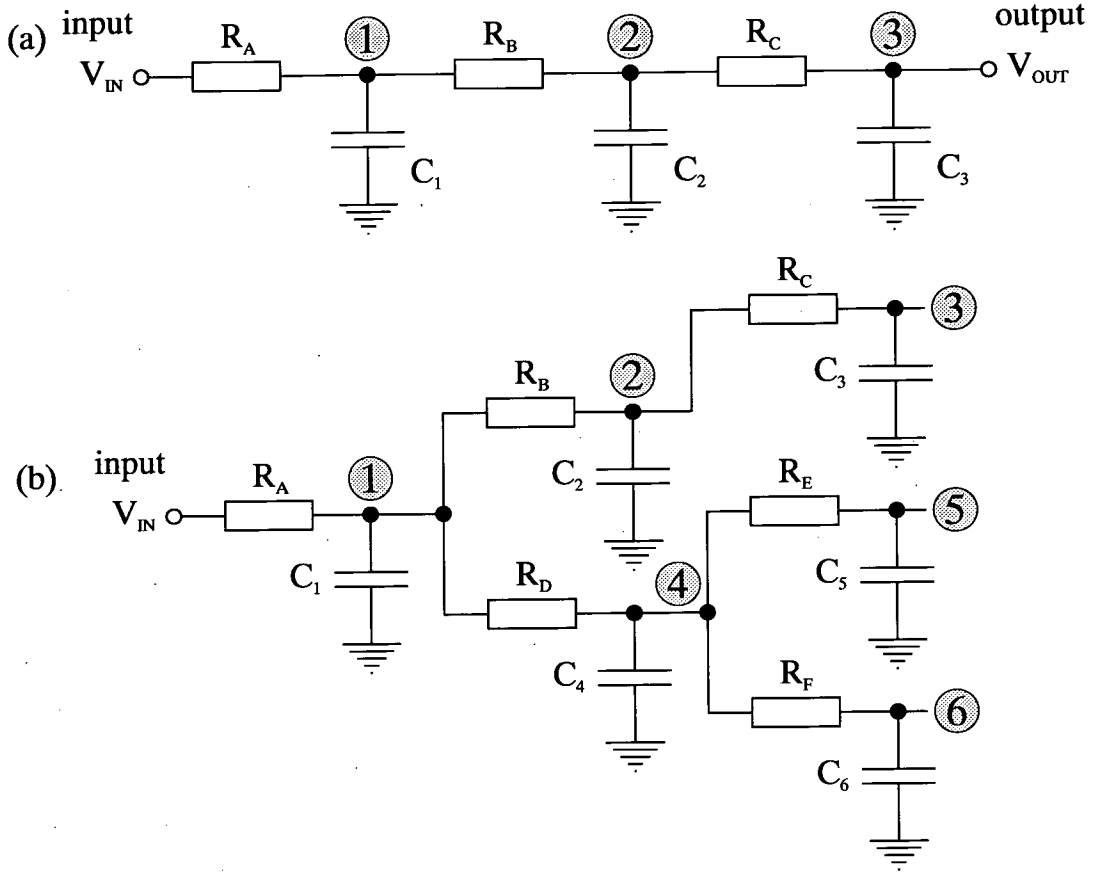 (a) input output
R_A 1 R_B 2 R_C 3
V_IN V_OUT
C_1 C_2 C_3
R_C 3
C_3
R_B 2
C_2
(b) input
R_A 1
V_IN
C_1
R_E 5
C_5
R_D 4
C_4
R_F 6
C_6